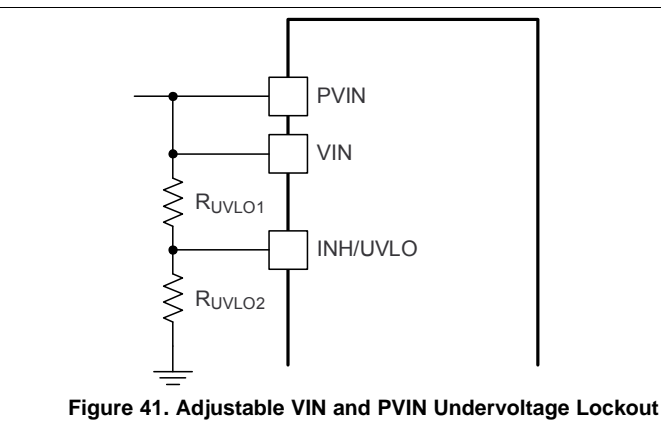 PVIN
VIN
RUVLO1
INH/UVLO
RUVLO2
Figure 41. Adjustable VIN and PVIN Undervoltage Lockout